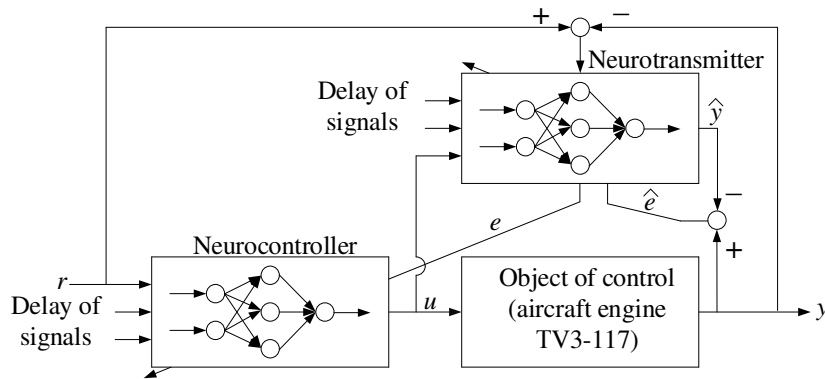 + −
Neurotransmitter
Delay of
signals
ŷ
−
e
ê
+
Neurocontroller
r
Delay of
signals
u
Object of control
(aircraft engine
TV3-117)
y